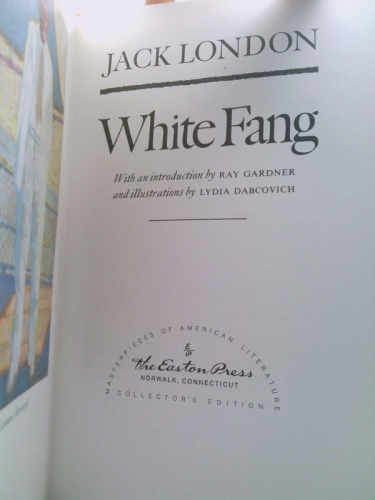 JACK LONDON
White Fang
With an introduction by RAY GARDNER
and illustrations by LYDIA DABCOVICH
MASTERPIECES OF AMERICAN LITERATURE
The Easton Press
NORWALK, CONNECTICUT
COLLECTOR'S EDITION